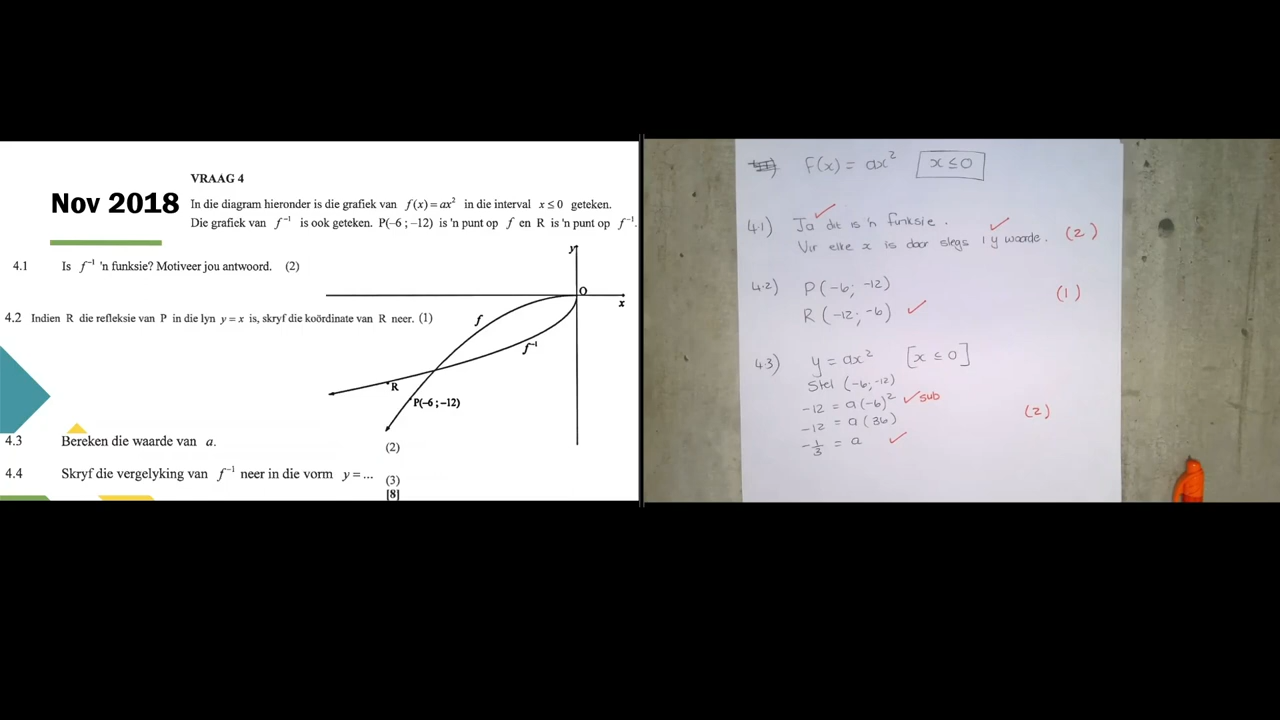 Nov 2018
VRAAG 4
In die diagram hieronder is die grafiek van f(x) = ax² in die interval x ≤ 0 geteken.
Die grafiek van f⁻¹ is ook geteken. P(–6 ; –12) is 'n punt op f en R is 'n punt op f⁻¹.
4.1 Is f⁻¹ 'n funksie? Motiveer jou antwoord. (2)
4.2 Indien R die refleksie van P in die lyn y = x is, skryf die koördinate van R neer. (1)
y
O
x
f
f⁻¹
R
P(–6 ; –12)
4.3 Bereken die waarde van a. (2)
4.4 Skryf die vergelyking van f⁻¹ neer in die vorm y = ... (3)
[8]
f(x) = ax² x ≤ 0
4.1) Ja dit is 'n funksie.
Vir elke x is daar slegs 1 y waarde. (2)
4.2) P(-6; -12) (1)
R(-12; -6)
4.3) y = ax² [x ≤ 0]
Stel (-6; -12)
-12 = a(-6)² sub
-12 = a(36) (2)
-1/3 = a